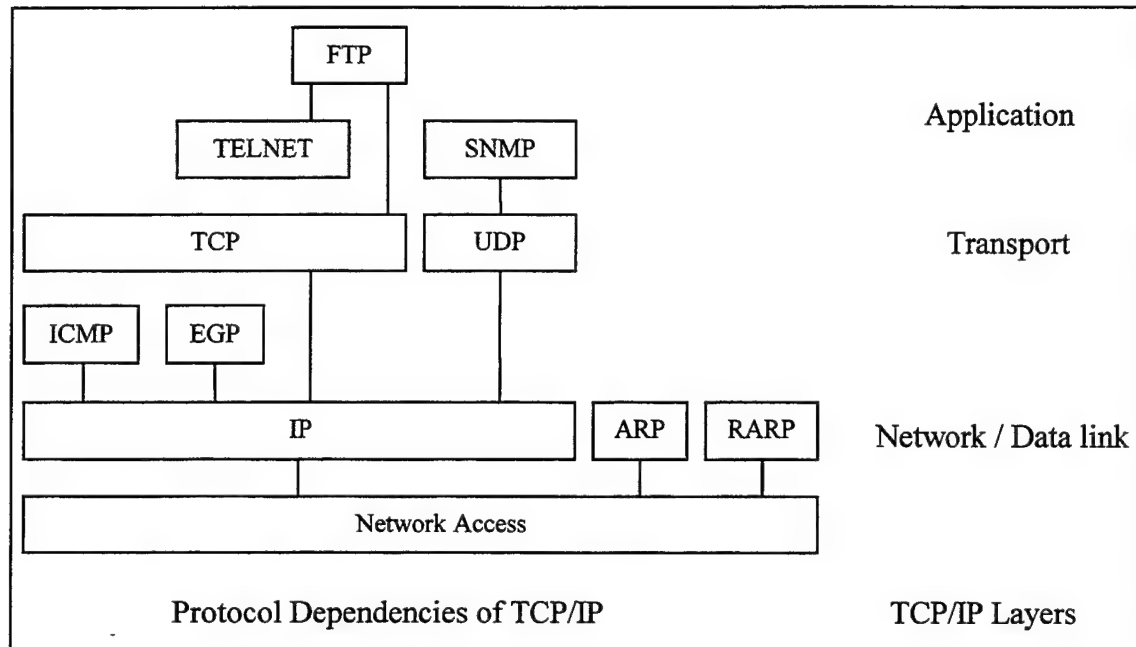 FTP
Application
TELNET
SNMP
TCP
UDP
Transport
ICMP
EGP
IP
ARP
RARP
Network / Data link
Network Access
Protocol Dependencies of TCP/IP
TCP/IP Layers